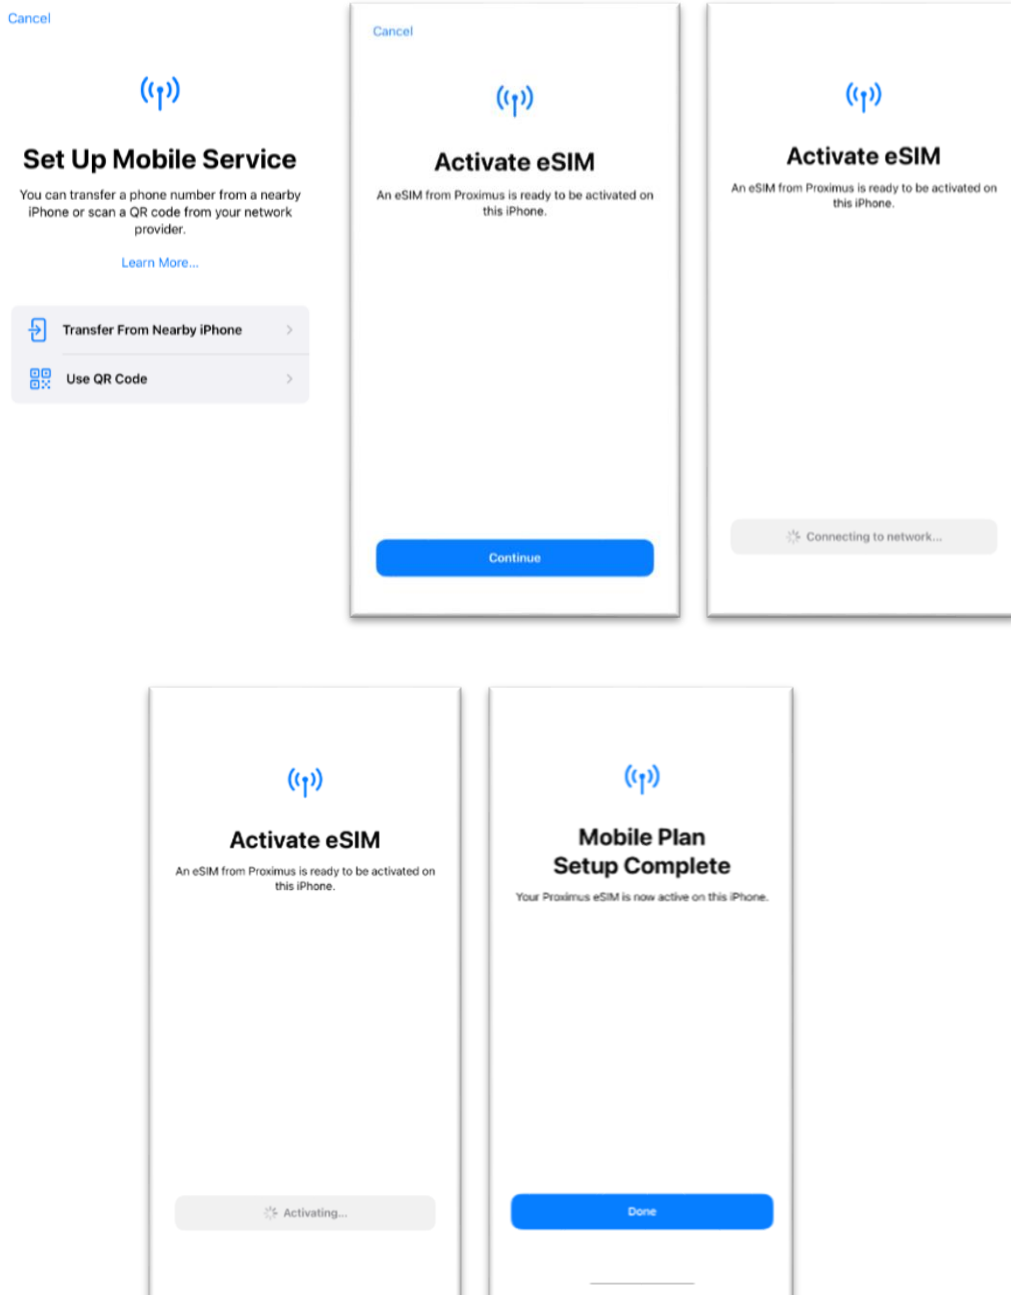 Cancel
Set Up Mobile Service
You can transfer a phone number from a nearby
iPhone or scan a QR code from your network
provider.
Learn More...
Transfer From Nearby iPhone
Use QR Code
Cancel
Activate eSIM
An eSIM from Proximus is ready to be activated on
this iPhone.
Continue
Activate eSIM
An eSIM from Proximus is ready to be activated on
this iPhone.
Connecting to network...
Activate eSIM
An eSIM from Proximus is ready to be activated on
this iPhone.
Activating...
Mobile Plan
Setup Complete
Your Proximus eSIM is now active on this iPhone.
Done